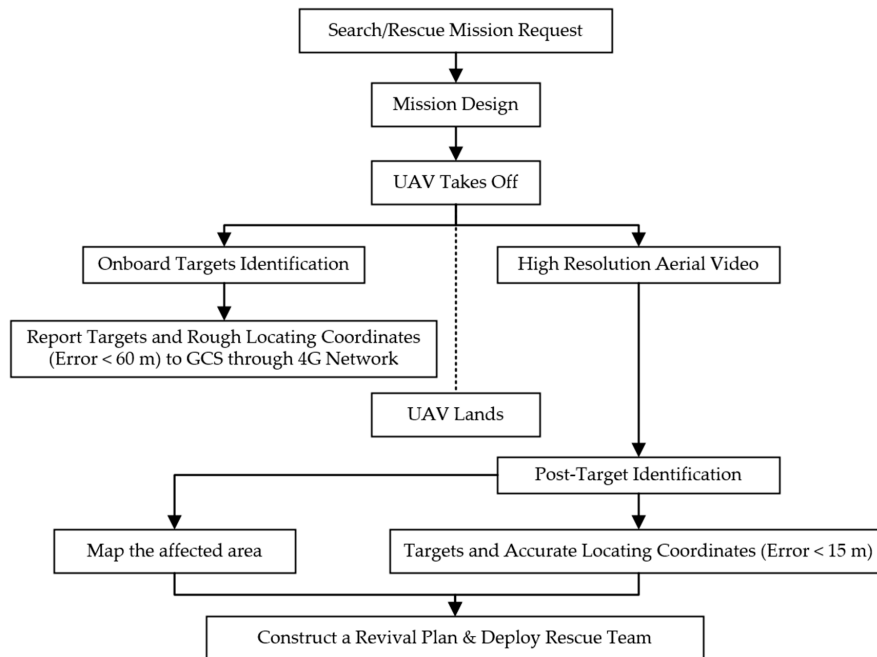 Search/Rescue Mission Request
Mission Design
UAV Takes Off
Onboard Targets Identification
High Resolution Aerial Video
Report Targets and Rough Locating Coordinates
(Error < 60 m) to GCS through 4G Network
UAV Lands
Post-Target Identification
Map the affected area
Targets and Accurate Locating Coordinates (Error < 15 m)
Construct a Revival Plan & Deploy Rescue Team